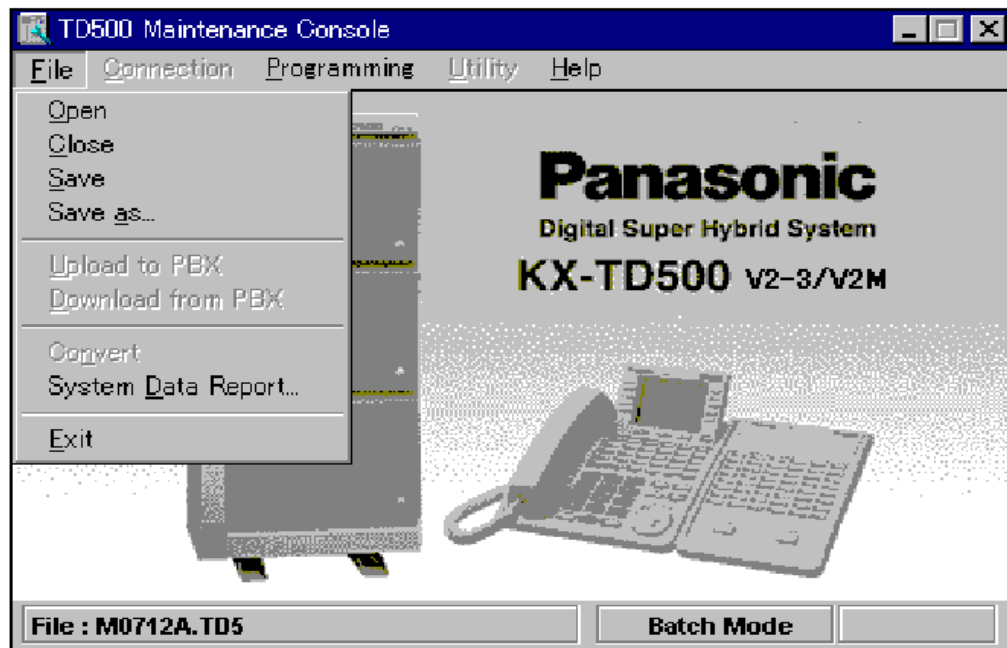 TD500 Maintenance Console
File Connection Programming Utility Help
Open
Close
Save
Save as...
Upload to PBX
Download from PBX
Convert
System Data Report...
Exit
Panasonic
Digital Super Hybrid System
KX-TD500 V2-3/V2M
File : M0712A.TD5
Batch Mode